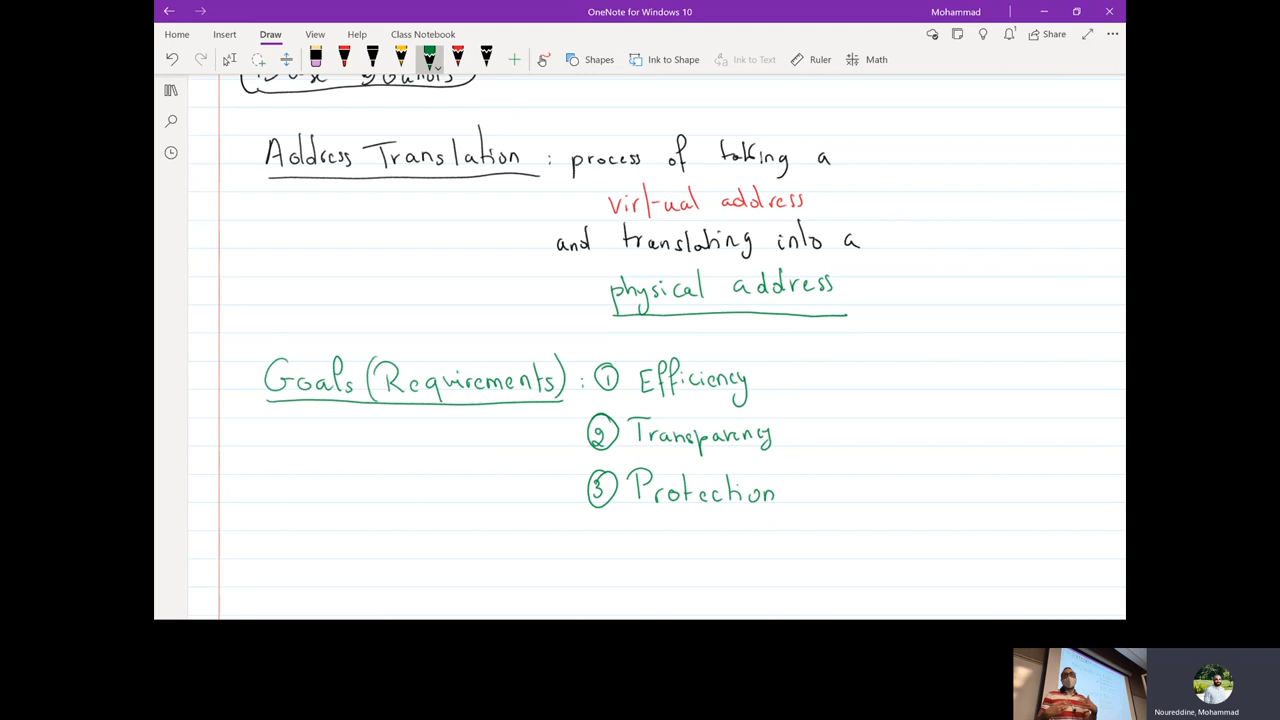 OneNote for Windows 10
Mohammad
Home Insert Draw View Help Class Protection
Share
Shapes Ink to Shape Ink to Text Ruler Math
Address Translation : process of taking a
virtual address
and translating into a
physical address
Goals (Requirements) : ① Efficiency
② Transparency
③ Protection
Noureddine, Mohammad